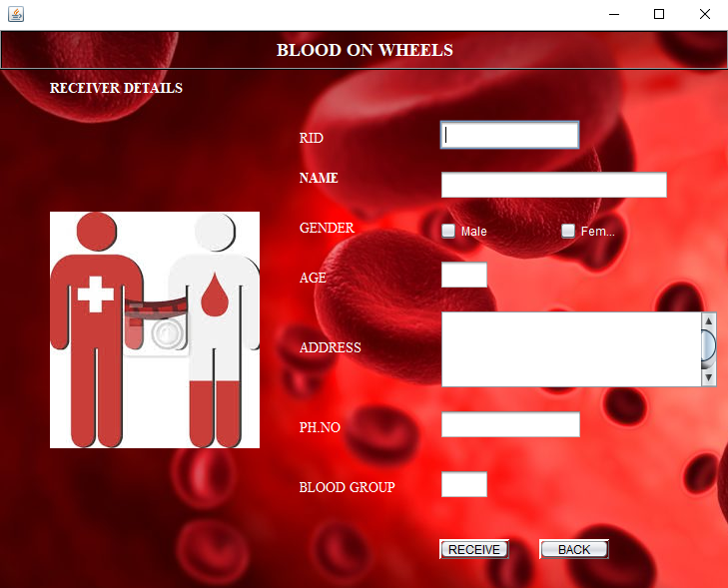 BLOOD ON WHEELS
RECEIVER DETAILS
RID
NAME
GENDER
Male
Fem...
AGE
ADDRESS
PH.NO
BLOOD GROUP
RECEIVE
BACK